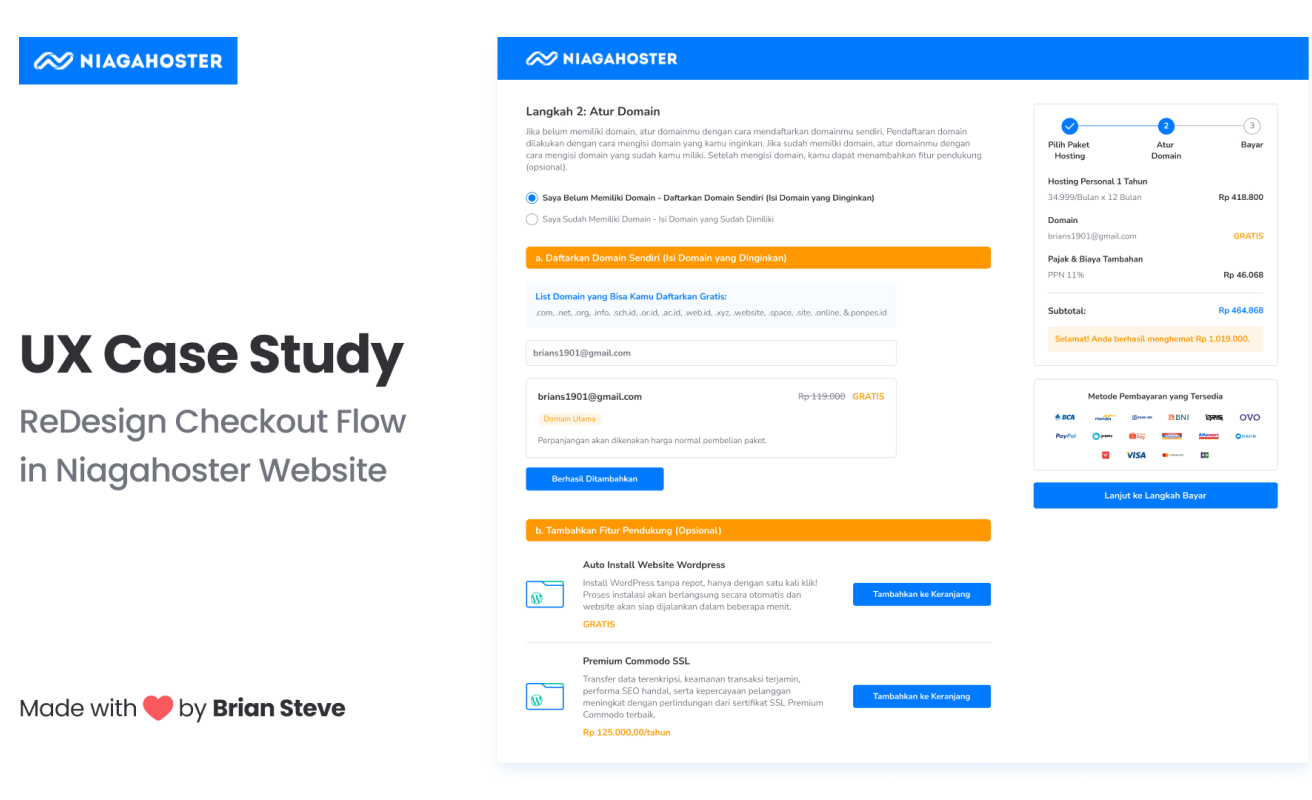 NIAGAHOSTER
UX Case Study
ReDesign Checkout Flow
in Niagahoster Website
Made with by Brian Steve
NIAGAHOSTER
Langkah 2: Atur Domain
Jika belum memiliki domain, atur domainmu dengan cara mendaftarkan domainmu sendiri. Pendaftaran domain
dilakukan dengan cara mengisi domain yang kamu inginkan. Jika sudah memilki domain, atur domainmu dengan
cara mengisi domain yang sudah kamu miliki. Setelah mengisi domain, kamu dapat menambahkan fitur pendukung
(opsional).
Saya Belum Memiliki Domain - Daftarkan Domain Sendiri (Isi Domain yang Dinginkan)
Saya Sudah Memiliki Domain - Isi Domain yang Sudah Dimiliki
a. Daftarkan Domain Sendiri (Isi Domain yang Dinginkan)
List Domain yang Bisa Kamu Daftarkan Gratis:
.com, .net, .org, .info, .sch.id, .or.id, .ac.id, .web.id, .xyz, .website, .space, .site, .online, &.ponpes.id
brians1901@gmail.com
brians1901@gmail.com Rp 119.000 GRATIS
Domain Utama
Perpanjangan akan dikenakan harga normal pembelian paket.
Berhasil Ditambahkan
b. Tambahkan Fitur Pendukung (Opsional)
Auto Install Website Wordpress
Install WordPress tanpa repot, hanya dengan satu kali klik!
Proses instalasi akan berlangsung secara otomatis dan
website akan siap dijalankan dalam beberapa menit.
GRATIS
Tambahkan ke Keranjang
Premium Commodo SSL
Transfer data terenkripsi, keamanan transaksi terjamin,
performa SEO handal, serta kepercayaan pelanggan
meningkat dengan perlindungan dari sertifikat SSL Premium
Commodo terbaik.
Rp 125.000,00/tahun
Tambahkan ke Keranjang
2 3
Pilih Paket Atur Bayar
Hosting Domain
Hosting Personal 1 Tahun
34.999/Bulan x 12 Bulan Rp 418.800
Domain
brians1901@gmail.com GRATIS
Pajak & Biaya Tambahan
PPN 11% Rp 46.068
Subtotal: Rp 464.868
Selamat! Anda berhasil menghemat Rp 1.019.000.
Metode Pembayaran yang Tersedia
BCA mandiri BNI BRIS OVO
PayPal gopay Pay Alfamart DANA
VISA
Lanjut ke Langkah Bayar